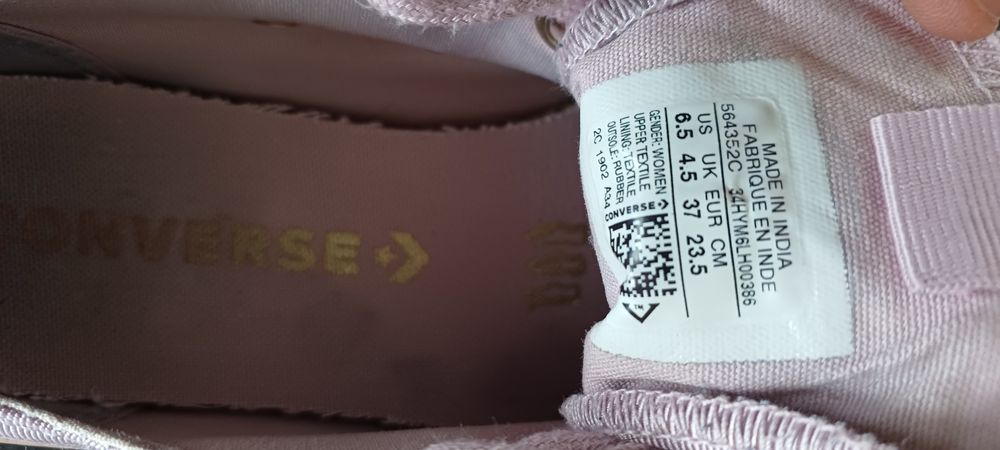 CONVERSE
MADE IN INDIA
FABRIQUE EN INDE
564352C 34HYM6LH00386
US UK EUR CM
6.5 4.5 37 23.5
GENDER: WOMEN
UPPER TEXTILE
LINING: TEXTILE
OUTSOLE: RUBBER
2C 1902 A34
CONVERSE